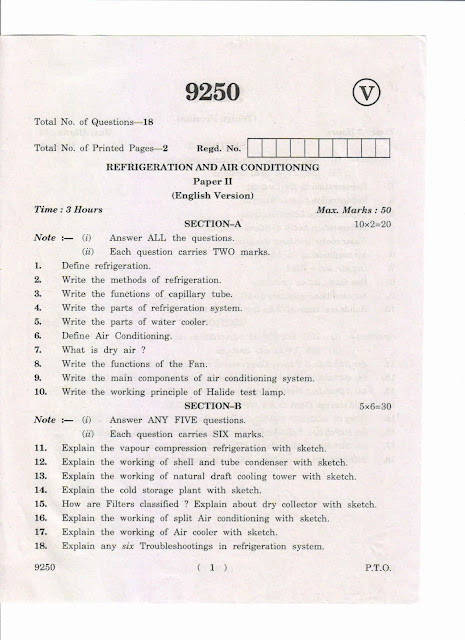 9250
V
Total No. of Questions—18
Total No. of Printed Pages—2 Regd. No.
REFRIGERATION AND AIR CONDITIONING
Paper II
(English Version)
Time : 3 Hours Max. Marks : 50
SECTION–A 10×2=20
Note :— (i) Answer ALL the questions.
(ii) Each question carries TWO marks.
1. Define refrigeration.
2. Write the methods of refrigeration.
3. Write the functions of capillary tube.
4. Write the parts of refrigeration system.
5. Write the parts of water cooler.
6. Define Air Conditioning.
7. What is dry air ?
8. Write the functions of the Fan.
9. Write the main components of air conditioning system.
10. Write the working principle of Halide test lamp.
SECTION–B 5×6=30
Note :— (i) Answer ANY FIVE questions.
(ii) Each question carries SIX marks.
11. Explain the vapour compression refrigeration with sketch.
12. Explain the working of shell and tube condenser with sketch.
13. Explain the working of natural draft cooling tower with sketch.
14. Explain the cold storage plant with sketch.
15. How are Filters classified ? Explain about dry collector with sketch.
16. Explain the working of split Air conditioning with sketch.
17. Explain the working of Air cooler with sketch.
18. Explain any six Troubleshootings in refrigeration system.
9250 ( 1 ) P.T.O.